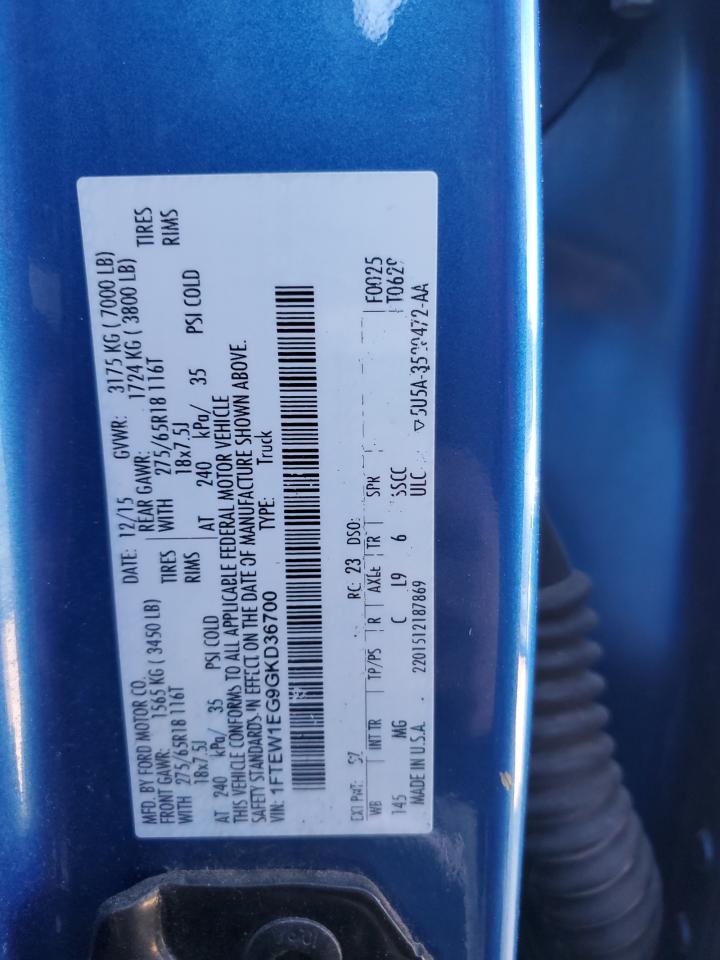 MFD. BY FORD MOTOR CO.
DATE: 12/15 GVWR: 3175 KG ( 7000 LB)
FRONT GAWR: 1565 KG ( 3450 LB) REAR GAWR: 1724 KG ( 3800 LB)
WITH 275/65R18 116T TIRES WITH 275/65R18 116T TIRES
18x7.5J RIMS 18x7.5J RIMS
AT 240 kPa/ 35 PSI COLD AT 240 kPa/ 35 PSI COLD
THIS VEHICLE CONFORMS TO ALL APPLICABLE FEDERAL MOTOR VEHICLE
SAFETY STANDARDS IN EFFECT ON THE DATE OF MANUFACTURE SHOWN ABOVE.
VIN: 1FTEW1EG9GKD36700 TYPE: Truck
EXT PNT: RC: 23 DSO: F0025
WB INT TR TP/PS R AXLE TR SPR T0629
145 MG C L9 6 5SCC
MADE IN U.S.A. 2201512187869 ULC